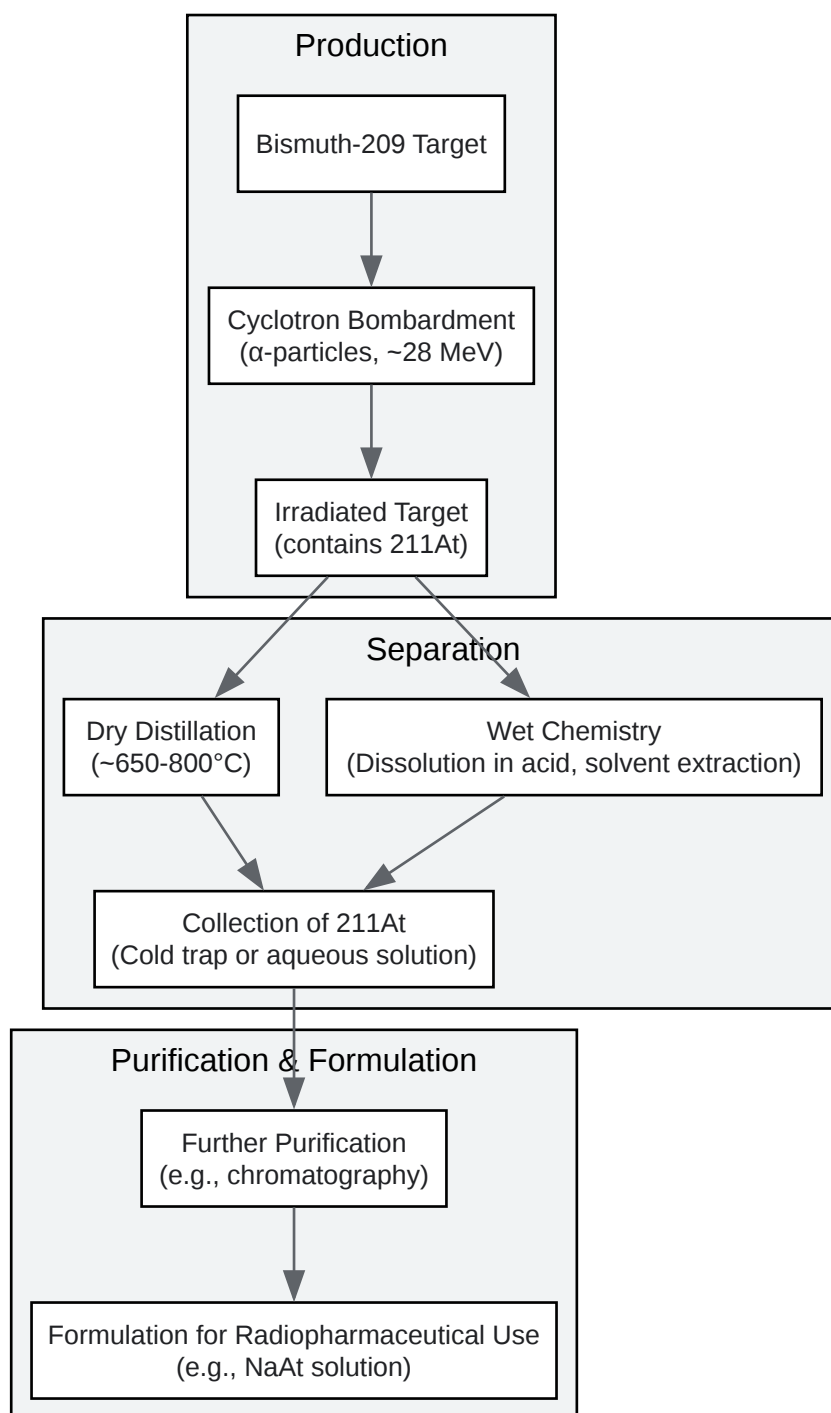 Production
Bismuth-209 Target
Cyclotron Bombardment
(α-particles, ~28 MeV)
Irradiated Target
(contains 211At)
Separation
Dry Distillation
(~650-800°C)
Wet Chemistry
(Dissolution in acid, solvent extraction)
Collection of 211At
(Cold trap or aqueous solution)
Purification & Formulation
Further Purification
(e.g., chromatography)
Formulation for Radiopharmaceutical Use
(e.g., NaAt solution)